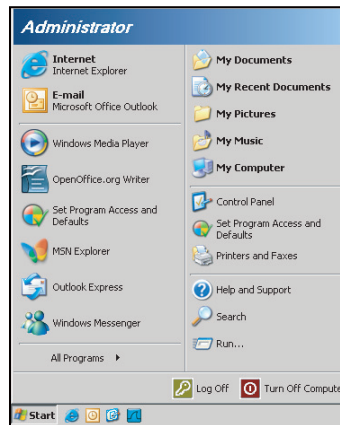 Administrator
Internet
Internet Explorer
E-mail
Microsoft Office Outlook
Windows Media Player
OpenOffice.org Writer
Set Program Access and
Defaults
MSN Explorer
Outlook Express
Windows Messenger
All Programs
My Documents
My Recent Documents
My Pictures
My Music
My Computer
Control Panel
Set Program Access and
Defaults
Printers and Faxes
Help and Support
Search
Run...
Log Off
Turn Off Compute
Start